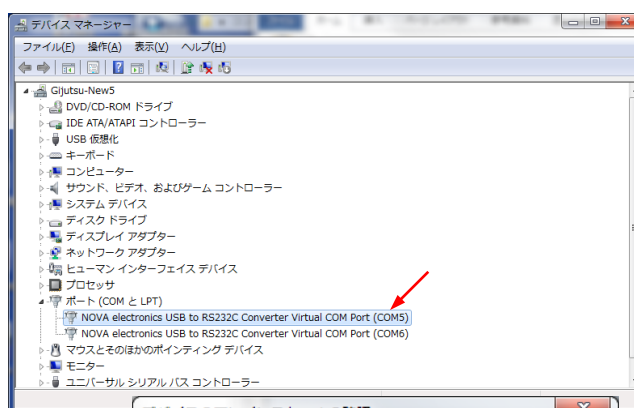 デバイス マネージャー
ファイル(F) 操作(A) 表示(V) ヘルプ(H)
Gijutsu-New5
DVD/CD-ROM ドライブ
IDE ATA/ATAPI コントローラー
USB 仮想化
キーボード
コンピューター
サウンド、ビデオ、およびゲーム コントローラー
システム デバイス
ディスク ドライブ
ディスプレイ アダプター
ネットワーク アダプター
ヒューマン インターフェイス デバイス
プロセッサ
ポート (COM と LPT)
NOVA electronics USB to RS232C Converter Virtual COM Port (COM5)
NOVA electronics USB to RS232C Converter Virtual COM Port (COM6)
マウスとそのほかのポインティング デバイス
モニター
ユニバーサル シリアル バス コントローラー